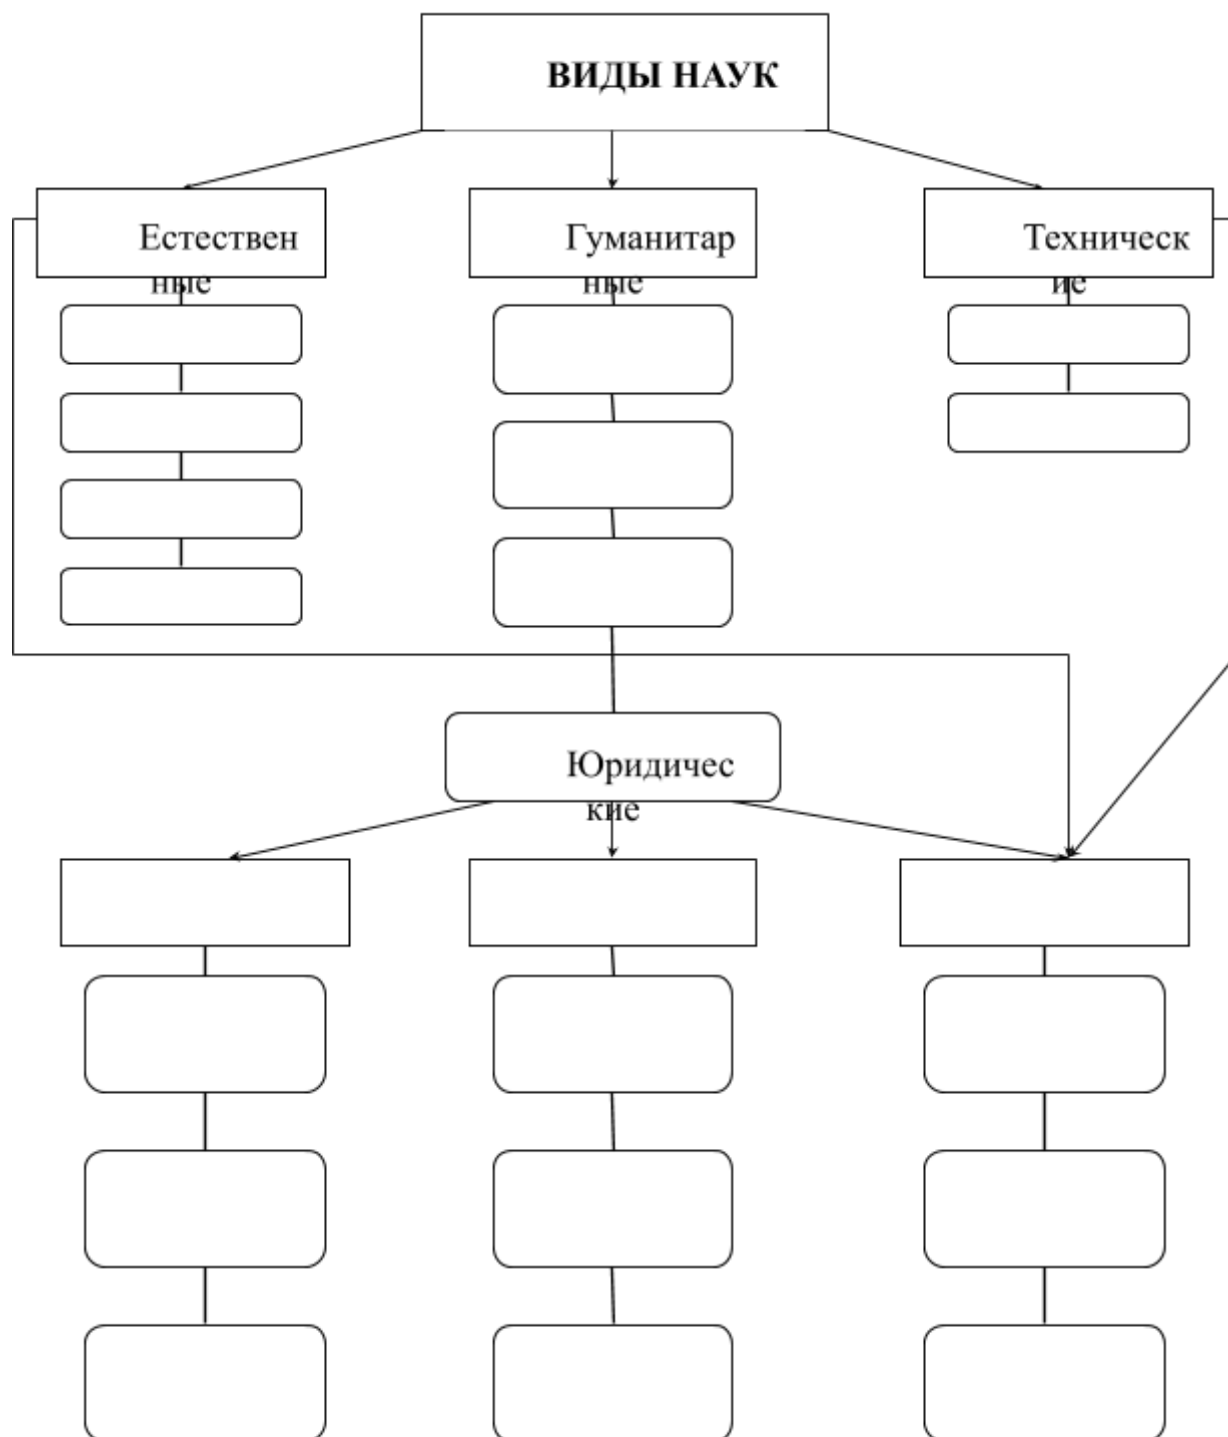 ВИДЫ НАУК
Естествен
ные
Гуманитар
ные
Техническ
ие
Юридичес
кие